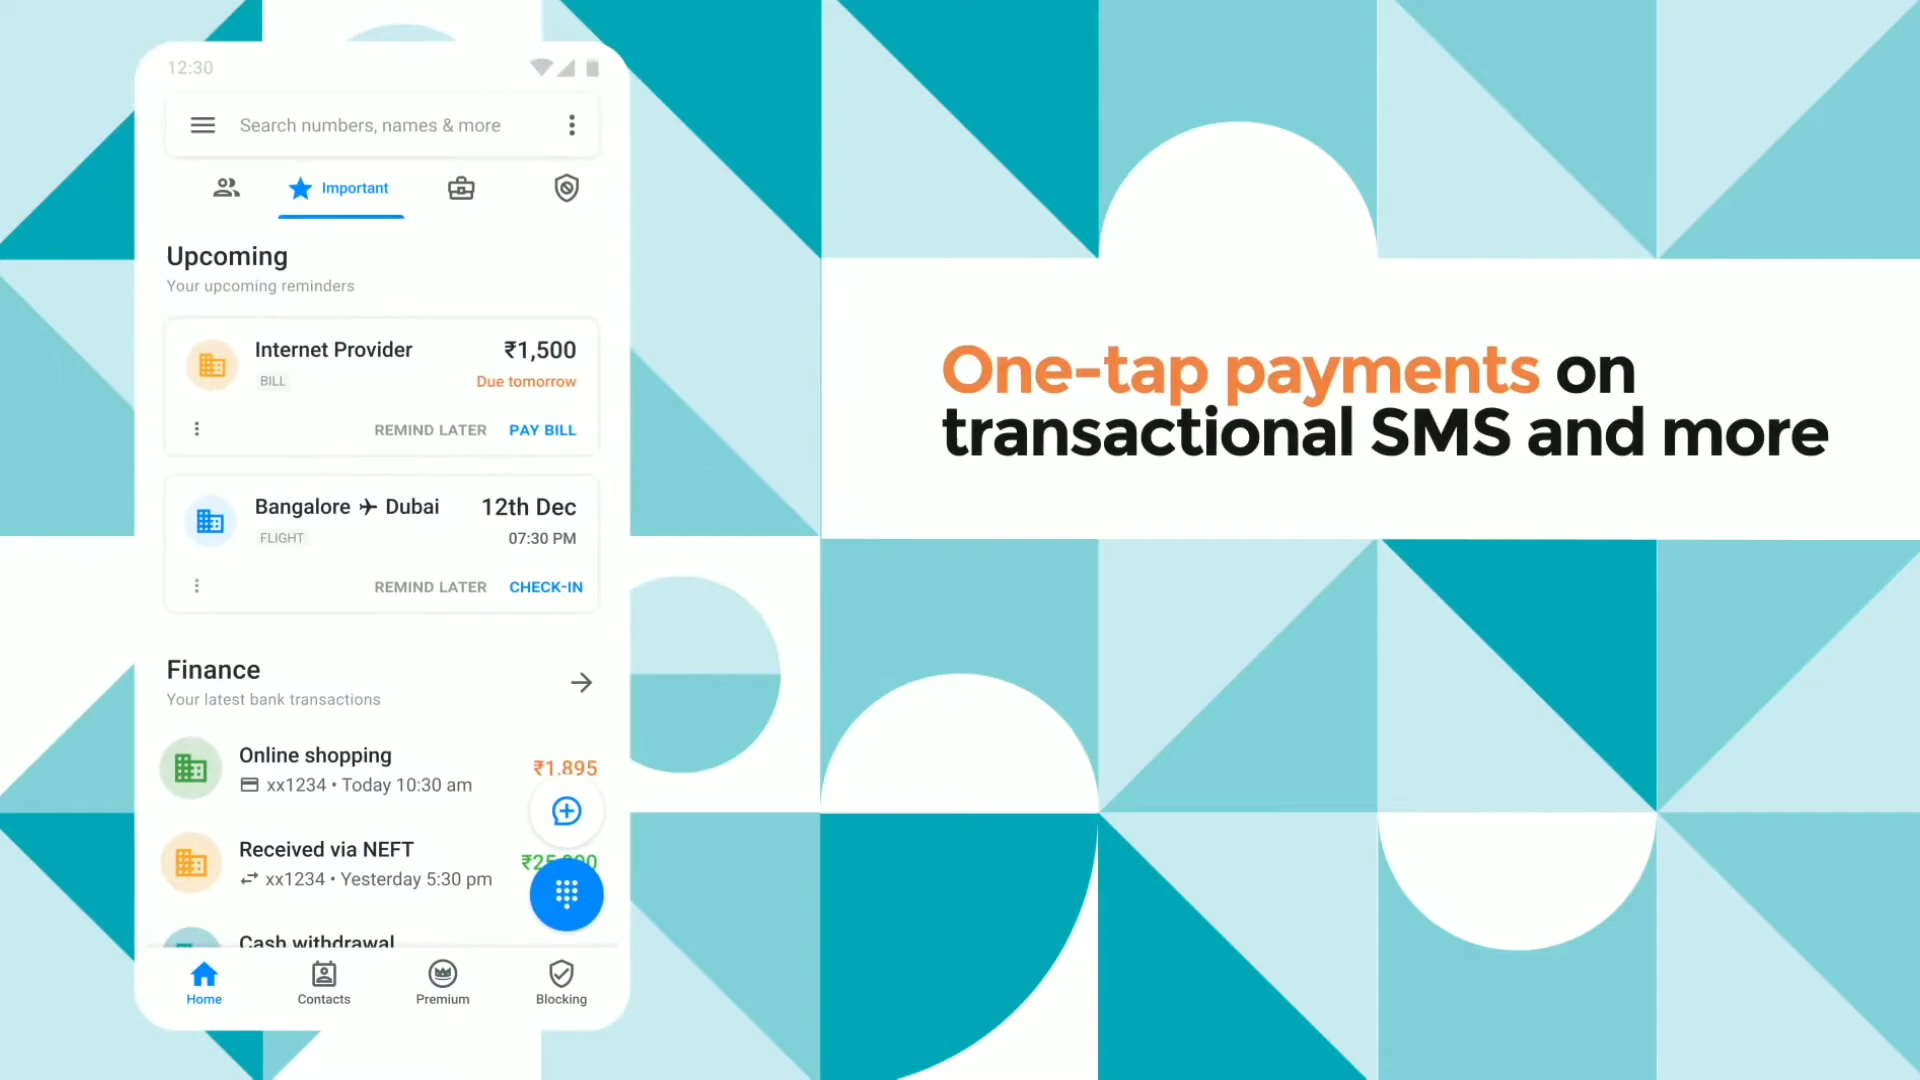 12:30
Search numbers, names & more
Important
Upcoming
Your upcoming reminders
Internet Provider ₹1,500
BILL Due tomorrow
REMIND LATER PAY BILL
Bangalore Dubai 12th Dec
FLIGHT 07:30 PM
REMIND LATER CHECK-IN
Finance
Your latest bank transactions
Online shopping
₹1,895
xx1234 • Today 10:30 am
Received via NEFT
xx1234 • Yesterday 5:30 pm
Cash withdrawal
Home Contacts Premium Blocking
One-tap payments on
transactional SMS and more